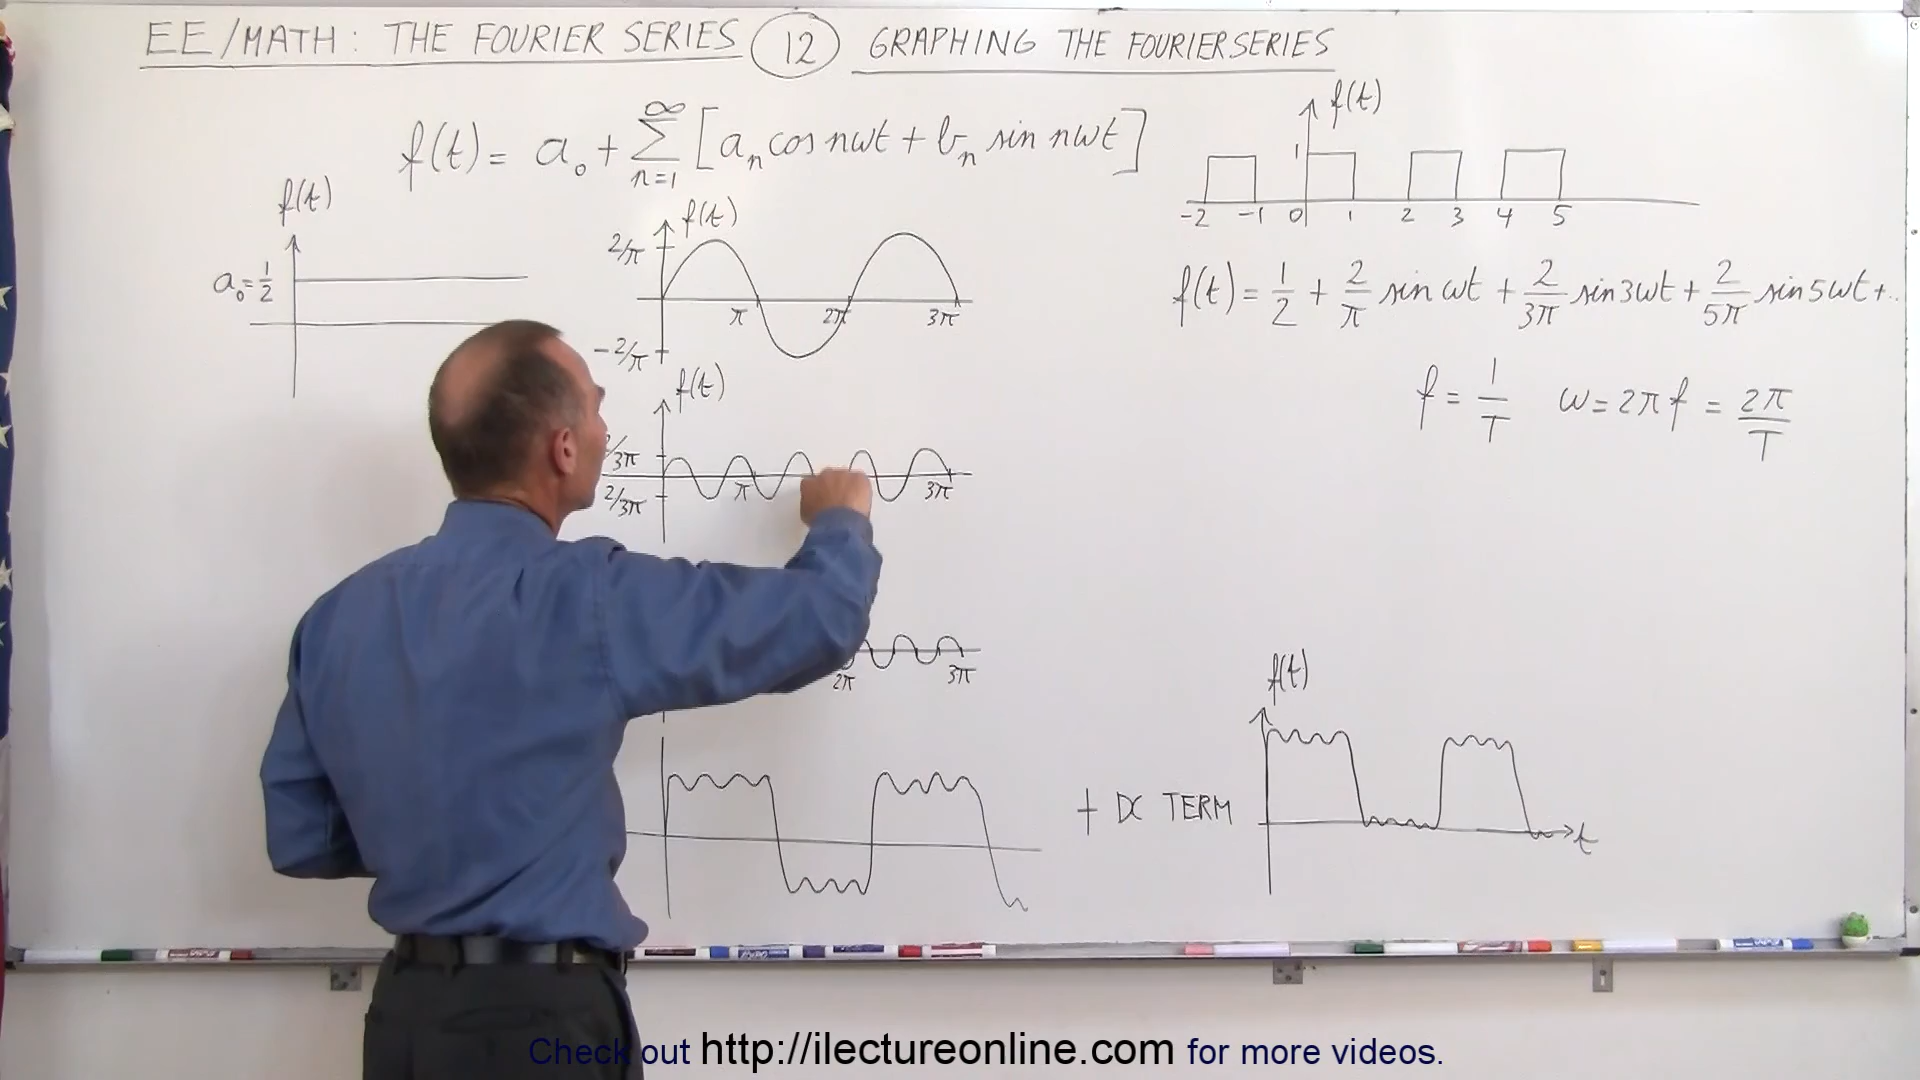 EE/MATH: THE FOURIER SERIES 12 GRAPHING THE FOURIER SERIES
f(t) = a₀ + ∞ Σ n=1 [aₙ cos nωt + bₙ sin nωt]
f(t)
1
-2 -1 0 1 2 3 4 5
f(t)
a₀ = 1/2
f(t)
2/π
π 2π 3π
-2/π
f(t) = 1/2 + 2/π sin ωt + 2/3π sin 3ωt + 2/5π sin 5ωt + ..
f = 1/T ω = 2πf = 2π/T
f(t)
2/3π
π 3π
2/3π
2π 3π
f(t)
+ DC TERM
t
Check out http://ilectureonline.com for more videos.